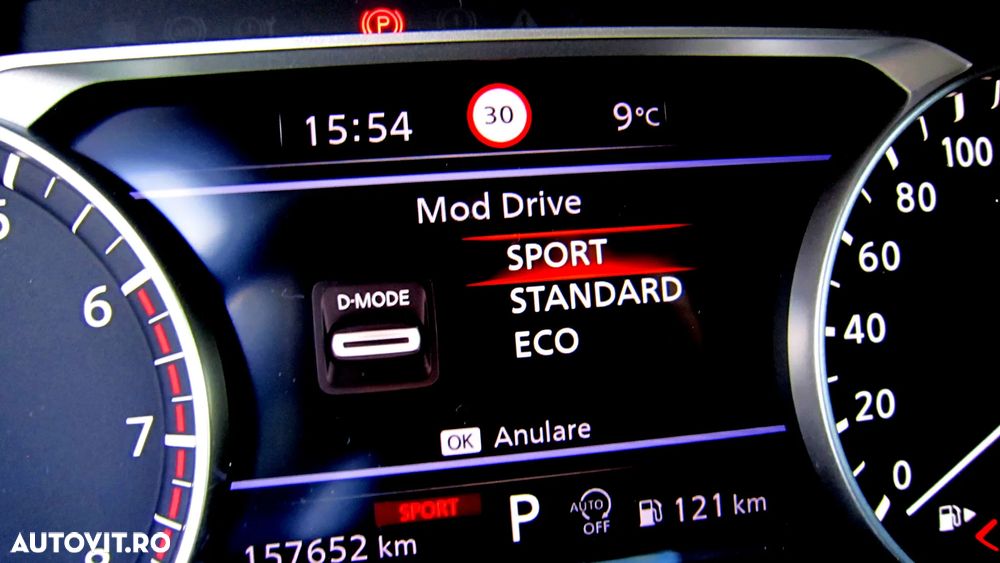 P
15:54 30 9°C
Mod Drive
SPORT
STANDARD
ECO
D-MODE
OK Anulare
SPORT P AUTO OFF 121 km
157652 km
5
6
7
8
100
80
60
40
20
0
AUTOVIT.RO